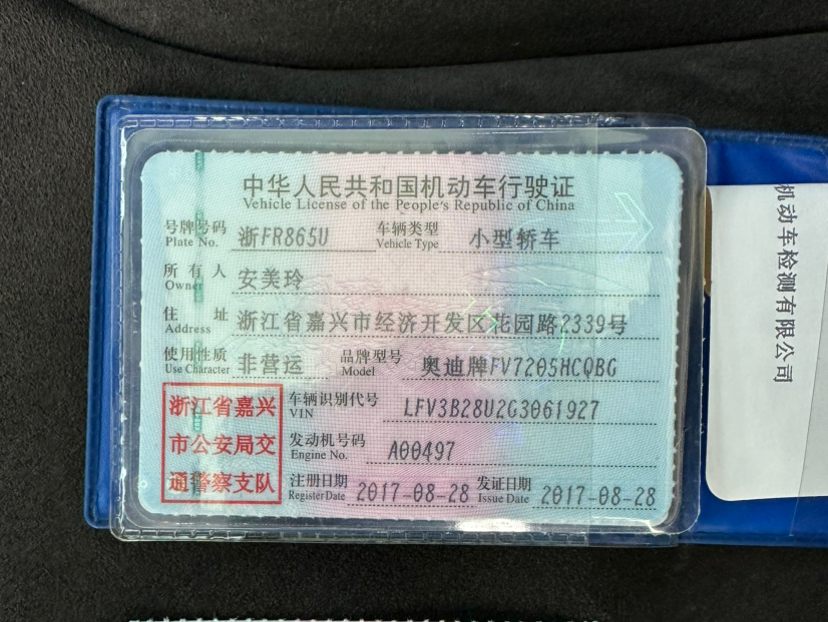 中华人民共和国机动车行驶证
Vehicle License of the People's Republic of China
号牌号码 浙FR865U 车辆类型 小型轿车
Plate No. Vehicle Type
所有人 安美玲
Owner
住址 浙江省嘉兴市经济开发区花园路2339号
Address
使用性质 非营运 品牌型号 奥迪牌FV7205HCQBG
Use Character Model
浙江省嘉兴
市公安局交
通警察支队
车辆识别代号 LFV3B28U2G3061927
VIN
发动机号码 A00497
Engine No.
注册日期 2017-08-28 发证日期 2017-08-28
Register Date Issue Date
机动车检测有限公司